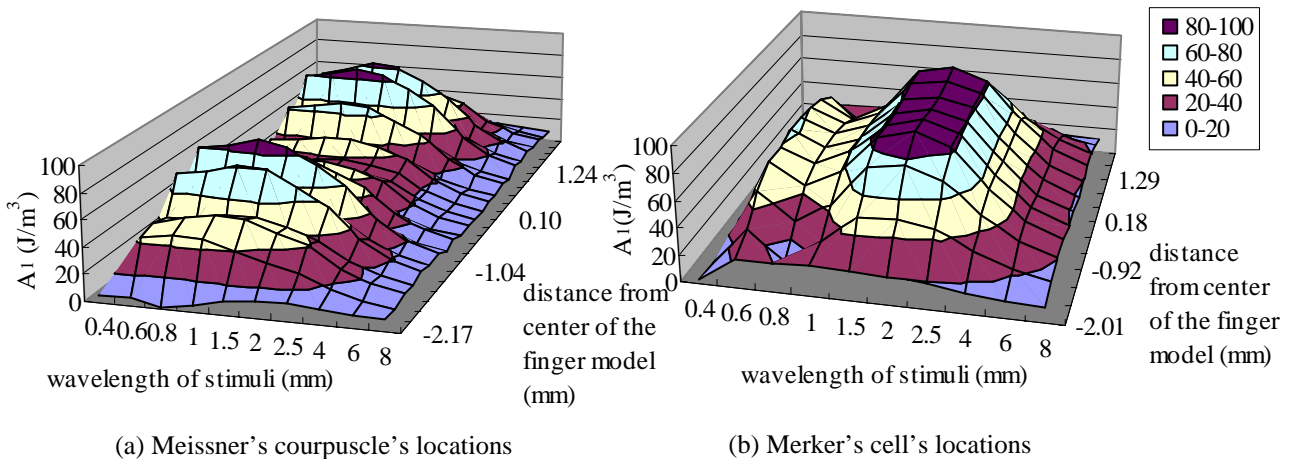 100
80
60
40
20
0
A1 (J/m³)
0.4 0.6 0.8 1 1.5 2 2.5 4 6 8
wavelength of stimuli (mm)
1.24
0.10
-1.04
-2.17
distance from
center of the
finger model
(mm)
(a) Meissner's courpuscle's locations
100
80
60
40
20
0
A1 (J/m³)
0.4 0.6 0.8 1 1.5 2 2.5 4 6 8
wavelength of stimuli (mm)
1.29
0.18
-0.92
-2.01
distance
from center
of the finger
model (mm)
(b) Merker's cell's locations
80-100
60-80
40-60
20-40
0-20